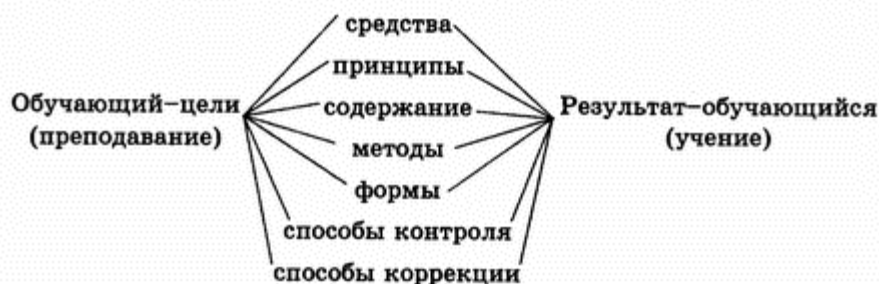 средства
принципы
Обучающий-цели
(преподавание)
содержание
методы
формы
способы контроля
способы коррекции
Результат-обучающийся
(учение)